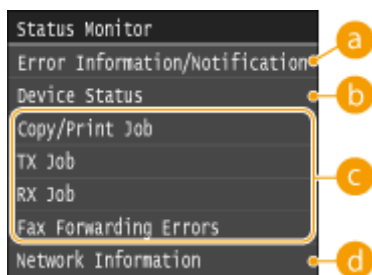 Status Monitor
Error Information/Notification a
Device Status b
Copy/Print Job
TX Job
RX Job c
Fax Forwarding Errors
Network Information d